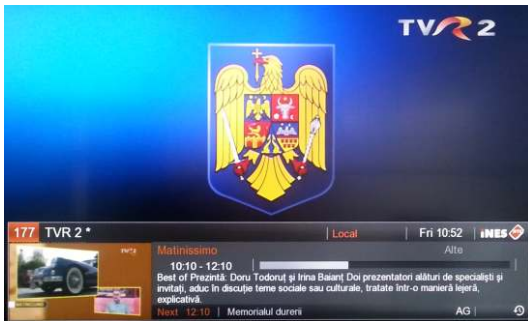 TVR 2
177 TVR 2 * Local Fri 10:52 iNES
Matinissimo Alte
10:10 - 12:10
Best of Prezintă: Doru Todoruț și Irina Baianț Doi prezentatori alături de specialiști și
invitați, aduc în discuție teme sociale sau culturale, tratate într-o manieră lejeră,
explicativă.
Next 12:10 Memorialul durerii AG